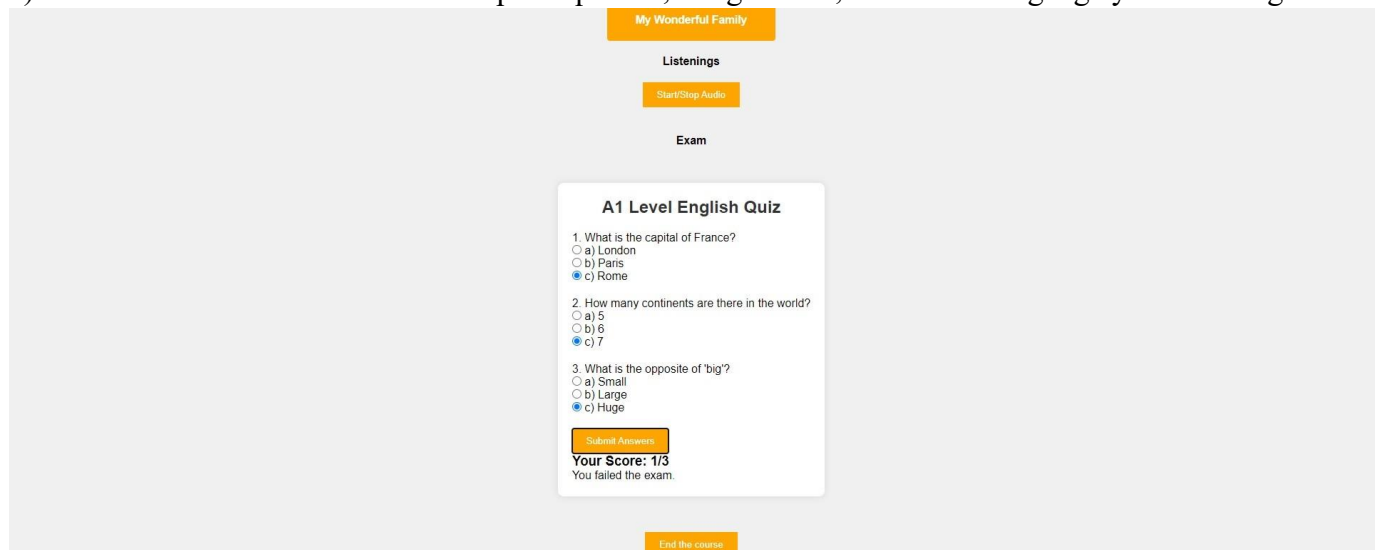 My Wonderful Family
Listenings
Start/Stop Audio
Exam
A1 Level English Quiz
1. What is the capital of France?
a) London
b) Paris
c) Rome
2. How many continents are there in the world?
a) 5
b) 6
c) 7
3. What is the opposite of 'big'?
a) Small
b) Large
c) Huge
Submit Answers
Your Score: 1/3
You failed the exam.
End the course